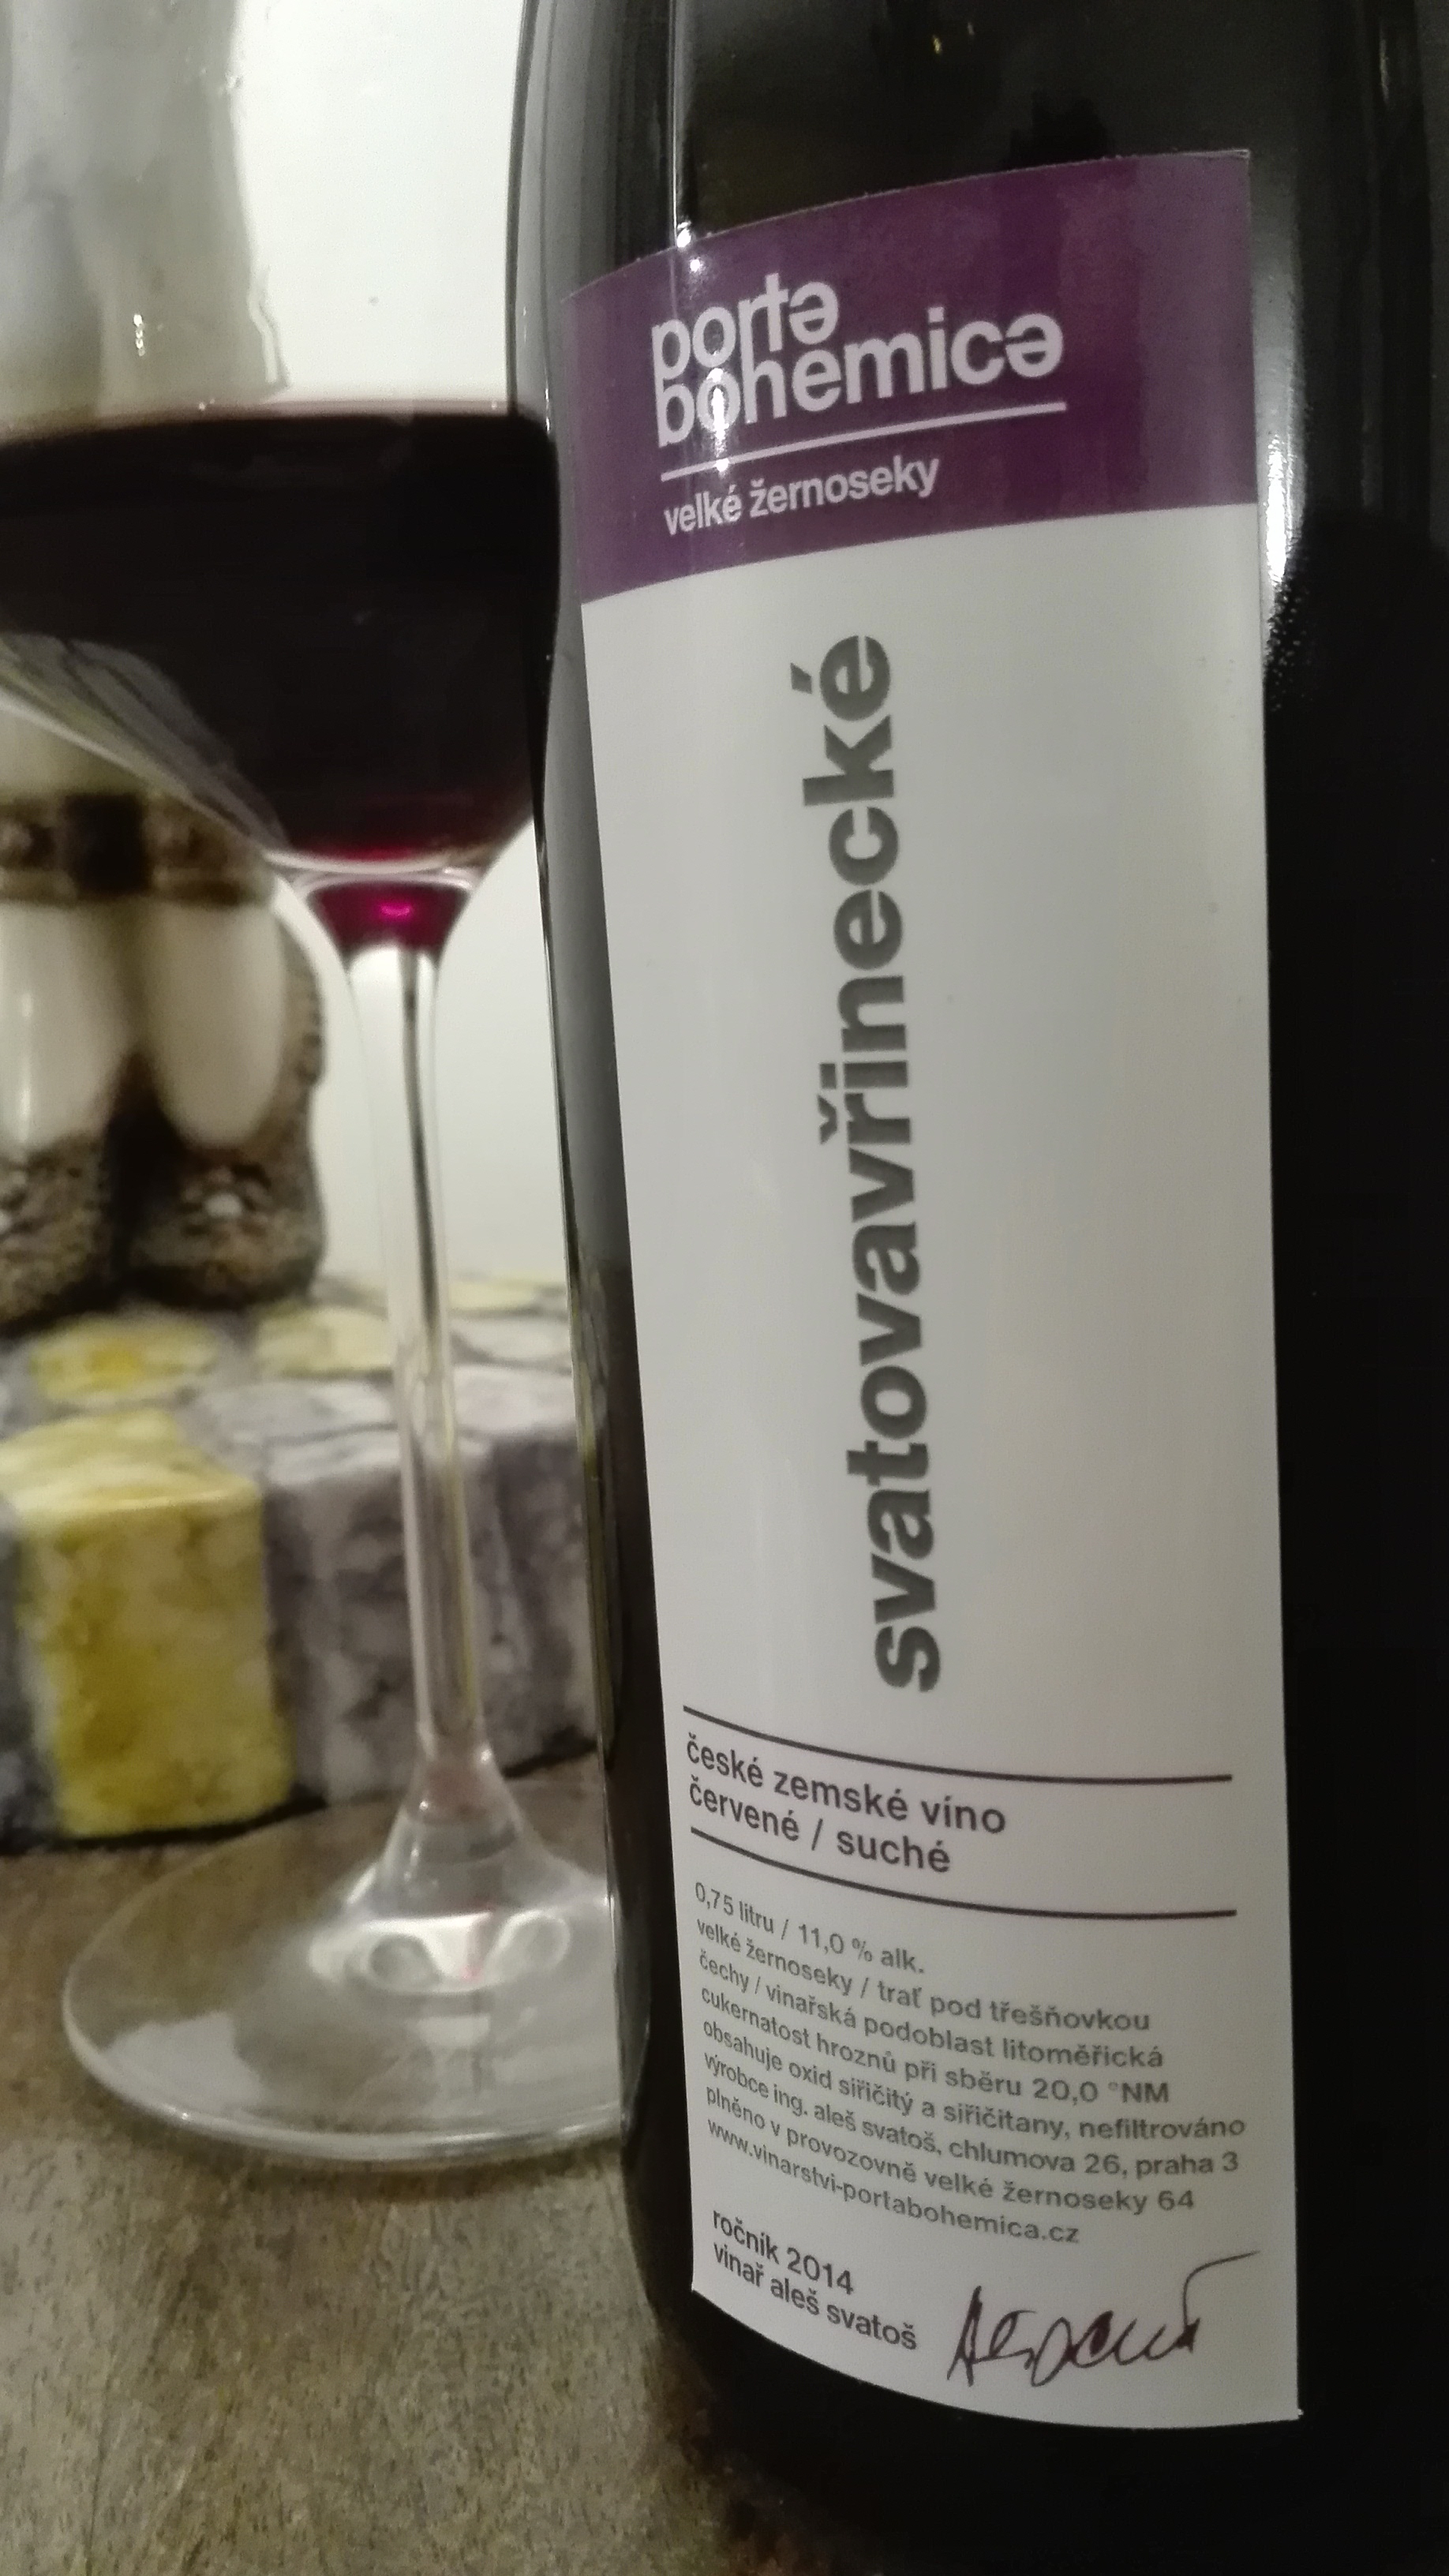 porta
bohemica
velké žernoseky
svatovavřinecké
české zemské víno
červené / suché
0,75 litru / 11,0 % alk.
velké žernoseky / trať pod třešňovkou
čechy / vinařská podoblast litoměřická
cukernatost hroznů při sběru 20,0 °NM
obsahuje oxid siřičitý a siřičitany, nefiltrováno
výrobce ing. aleš svatoš, chlumova 26, praha 3
plněno v provozovně velké žernoseky 64
www.vinarstvi-portabohemica.cz
ročník 2014
vinař aleš svatoš